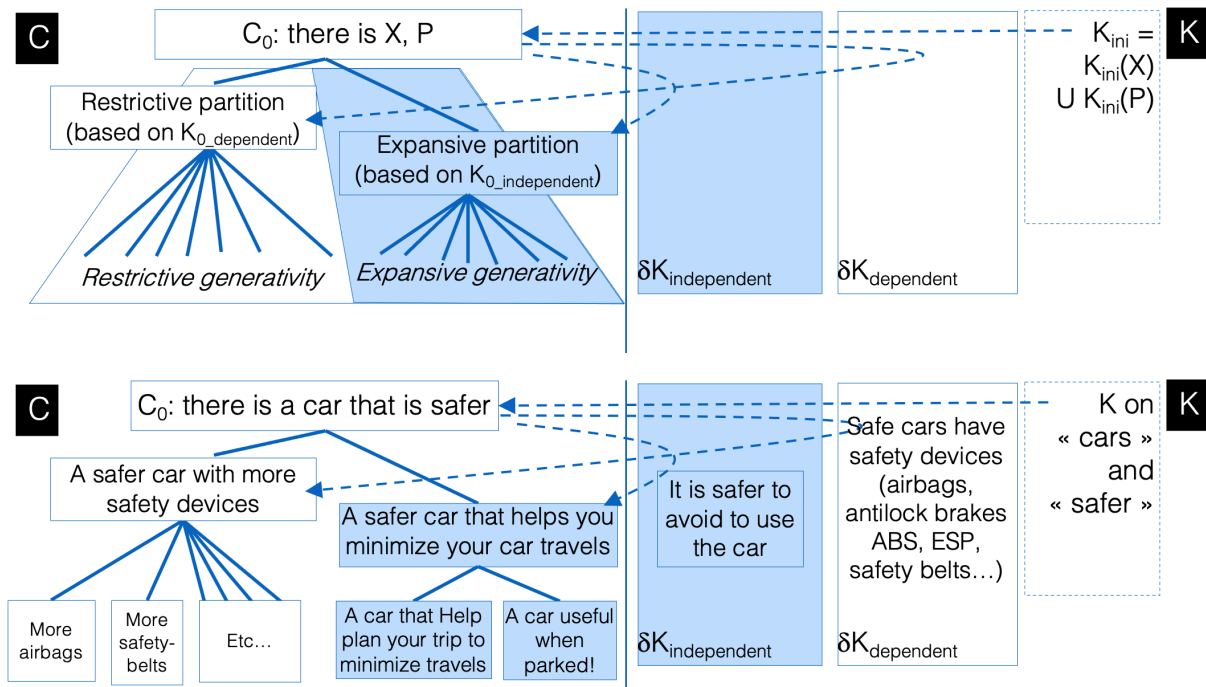 C
C₀: there is X, P
Restrictive partition
(based on K₀_dependent)
Expansive partition
(based on K₀_independent)
Restrictive generativity
Expansive generativity
δKindependent
δKdependent
Kini =
Kini(X)
U Kini(P)
K
C
C₀: there is a car that is safer
A safer car with more
safety devices
A safer car that helps you
minimize your car travels
More
airbags
More
safety-
belts
Etc...
A car that Help
plan your trip to
minimize travels
A car useful
when
parked!
It is safer to
avoid to use
the car
δKindependent
Safe cars have
safety devices
(airbags,
antilock brakes
ABS, ESP,
safety belts...)
δKdependent
K on
« cars »
and
« safer »
K